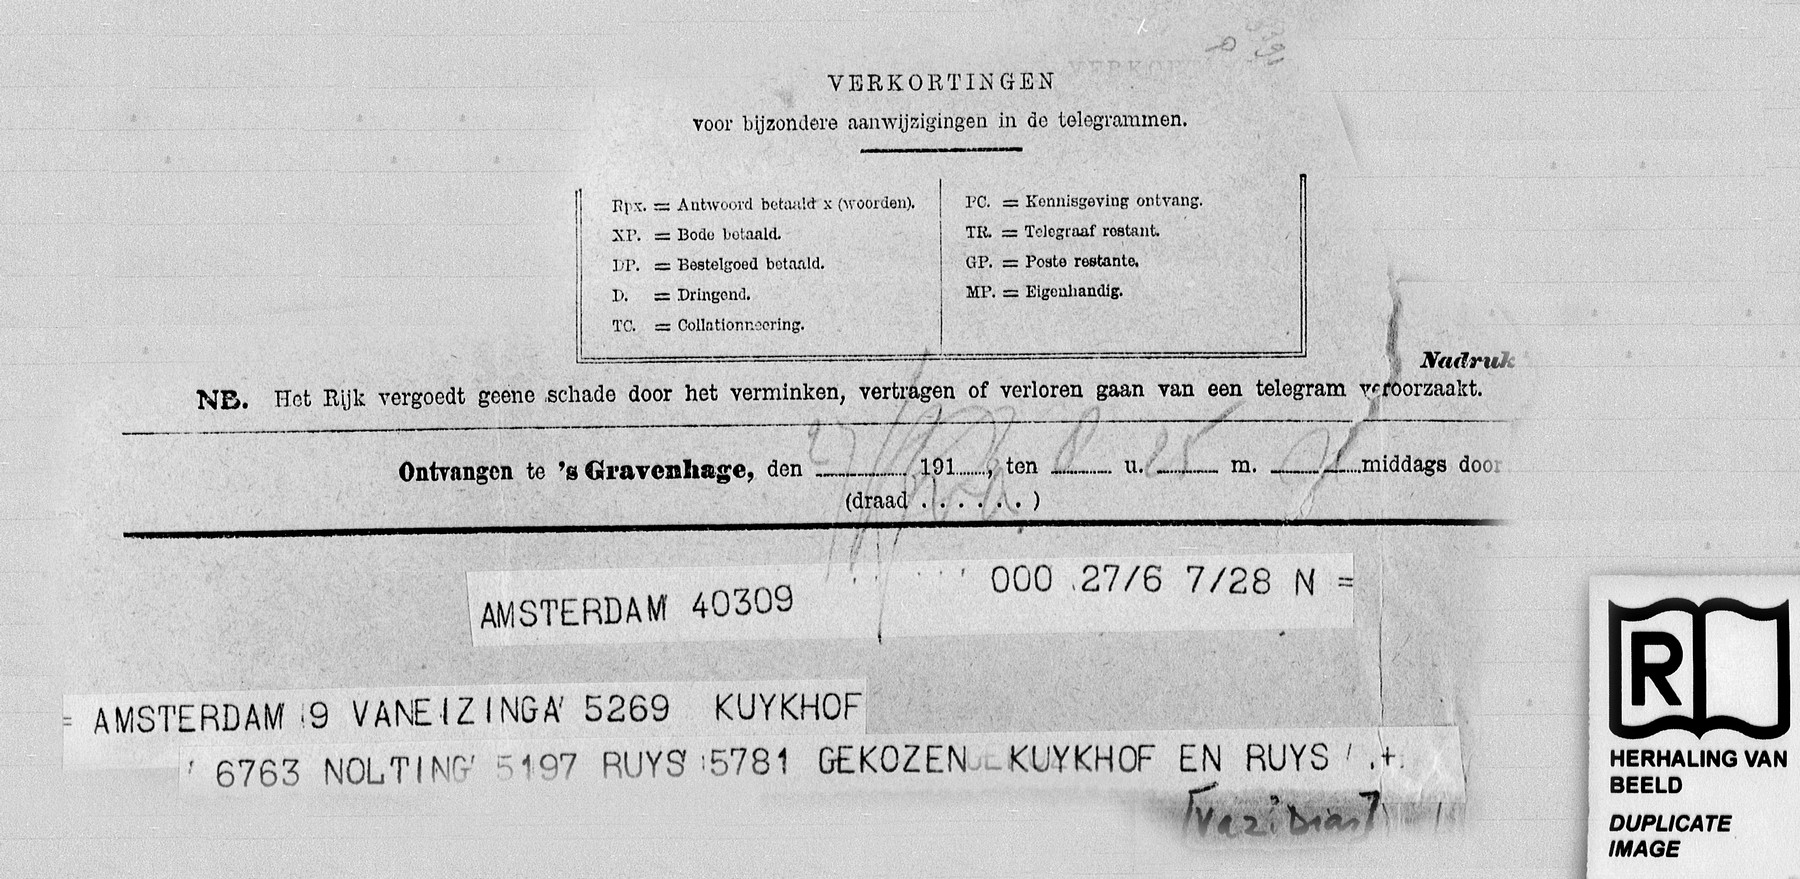 VERKORTINGEN
voor bijzondere aanwijzigingen in de telegrammen.
Rpx. = Antwoord betaald x (woorden).
XP. = Bode betaald.
DP. = Bestelgoed betaald.
D. = Dringend.
TC. = Collationneering.
PC. = Kennisgeving ontvang.
TR. = Telegraaf restant.
GP. = Poste restante.
MP. = Eigenhandig.
Nadruk
NB. Het Rijk vergoedt geene schade door het verminken, vertragen of verloren gaan van een telegram veroorzaakt.
Ontvangen te 's Gravenhage, den 27/ 191......, ten 8 u. 25 m. ............middags door
(draad . . . . . . )
AMSTERDAM 40309 000 27/6 7/28 N =
= AMSTERDAM 9 VANEIZINGA 5269 KUYKHOF
6763 NOLTING 5197 RUYS 5781 GEKOZEN KUYKHOF EN RUYS +
R
HERHALING VAN
BEELD
DUPLICATE
IMAGE